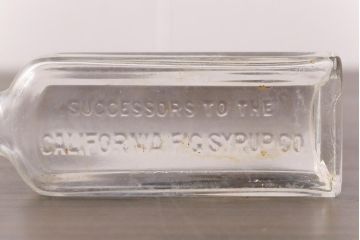 SUCCESSORS TO THE
CALIFORNIA FIG SYRUP CO